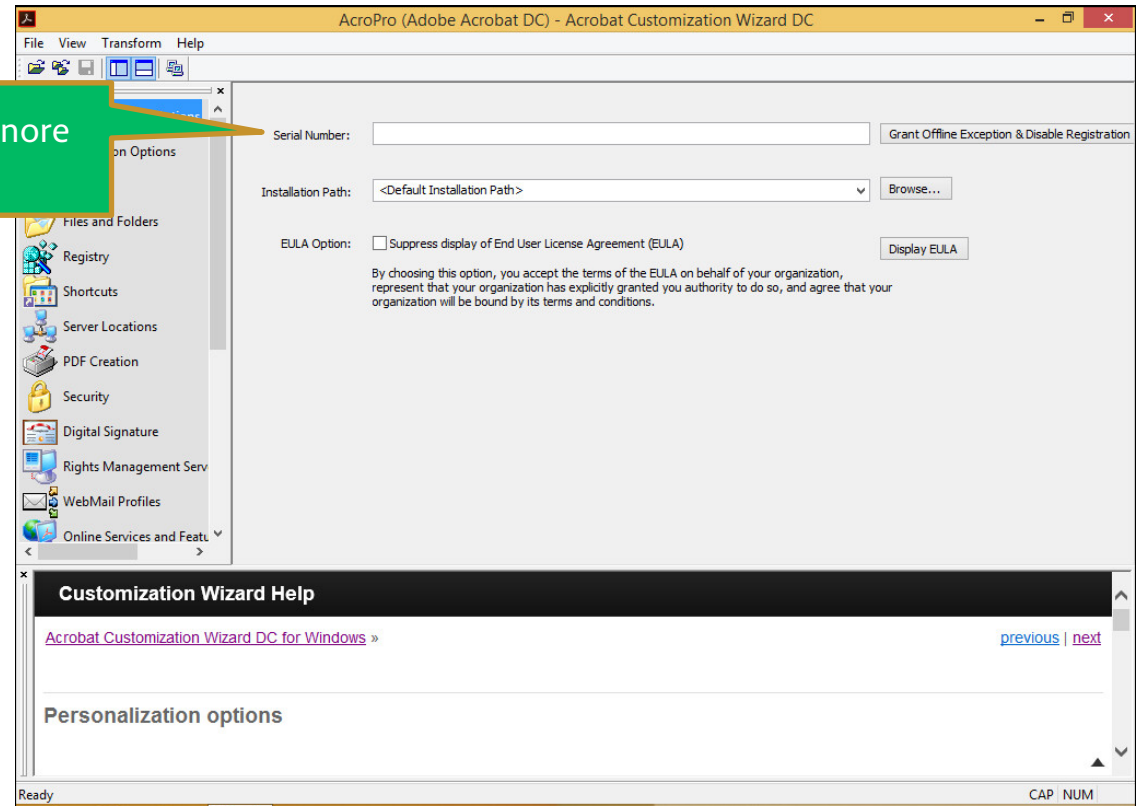 AcroPro (Adobe Acrobat DC) - Acrobat Customization Wizard DC
File View Transform Help
Serial Number:
Grant Offline Exception & Disable Registration
on Options
Installation Path:
<Default Installation Path>
Browse...
Files and Folders
EULA Option:
Suppress display of End User License Agreement (EULA)
Display EULA
Registry
By choosing this option, you accept the terms of the EULA on behalf of your organization,
represent that your organization has explicitly granted you authority to do so, and agree that your
organization will be bound by its terms and conditions.
Shortcuts
Server Locations
PDF Creation
Security
Digital Signature
Rights Management Serv
WebMail Profiles
Online Services and Featu
Customization Wizard Help
Acrobat Customization Wizard DC for Windows »
previous | next
Personalization options
Ready
CAP NUM